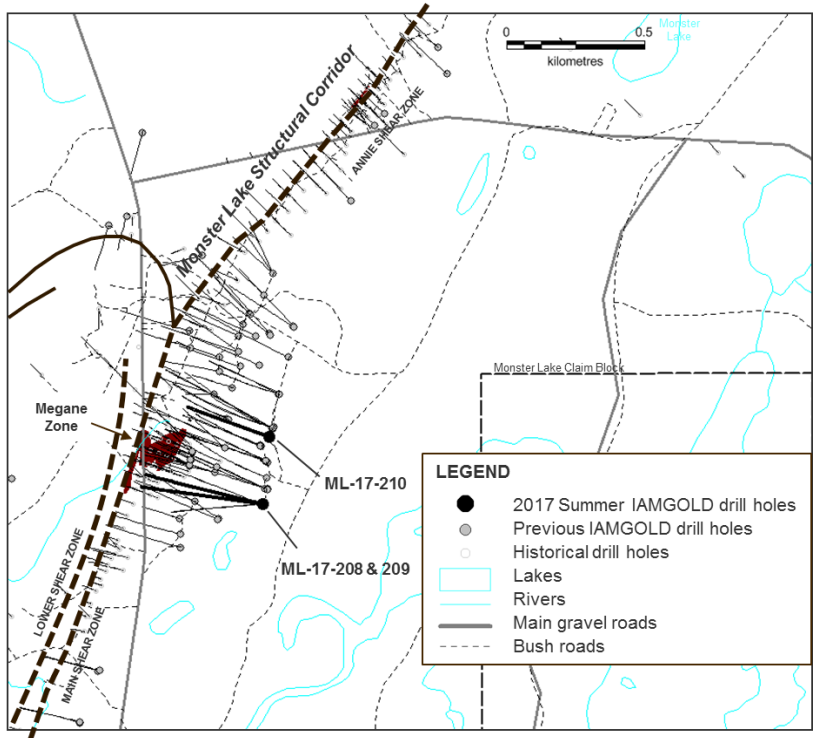 0 0.5
kilometres
Monster
Lake
Monster Lake Structural Corridor
ANNIE SHEAR ZONE
Monster Lake Claim Block
Megane
Zone
ML-17-210
ML-17-208 & 209
LOWER SHEAR ZONE
MAIN SHEAR ZONE
LEGEND
2017 Summer IAMGOLD drill holes
Previous IAMGOLD drill holes
Historical drill holes
Lakes
Rivers
Main gravel roads
Bush roads